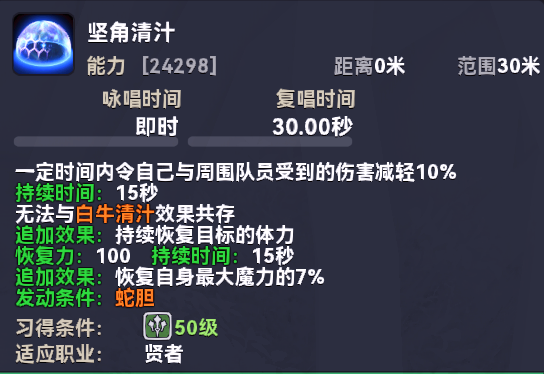 坚角清汁
能力 [24298] 距离0米 范围30米
咏唱时间 复唱时间
即时 30.00秒
一定时间内令自己与周围队员受到的伤害减轻10%
持续时间：15秒
无法与白牛清汁效果共存
追加效果：持续恢复目标的体力
恢复力：100 持续时间：15秒
追加效果：恢复自身最大魔力的7%
发动条件：蛇胆
习得条件： 50级
适应职业： 贤者